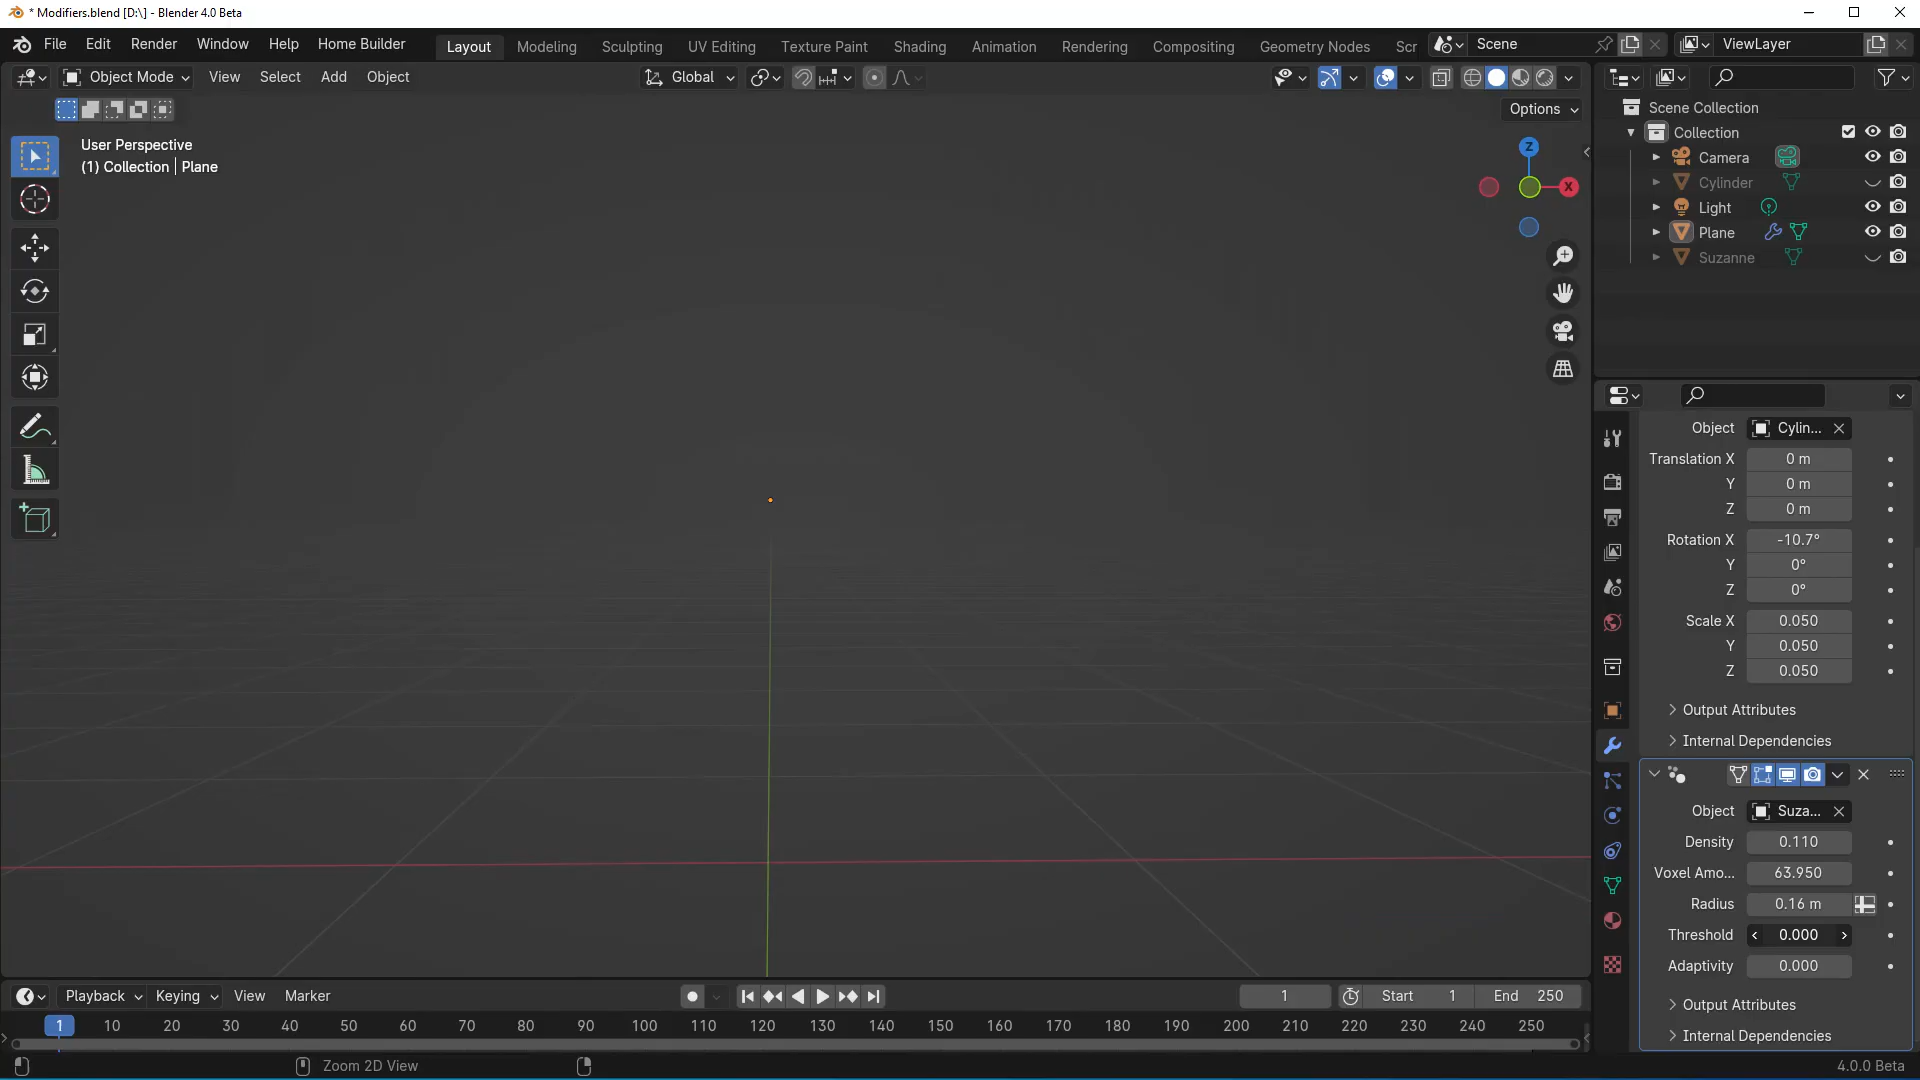 * Modifiers.blend [D:\] - Blender 4.0 Beta
File Edit Render Window Help Home Builder
Layout Modeling Sculpting UV Editing Texture Paint Shading Animation Rendering Compositing Geometry Nodes Scr
Scene
ViewLayer
Object Mode View Select Add Object
Global
Options
User Perspective
(1) Collection | Plane
Z
X
Scene Collection
Collection
Camera
Cylinder
Light
Plane
Suzanne
Object Cylin...
Translation X 0 m
Y 0 m
Z 0 m
Rotation X -10.7°
Y 0°
Z 0°
Scale X 0.050
Y 0.050
Z 0.050
Output Attributes
Internal Dependencies
Object Suza...
Density 0.110
Voxel Amo... 63.950
Radius 0.16 m
Threshold 0.000
Adaptivity 0.000
Output Attributes
Internal Dependencies
Playback Keying View Marker
1
Start 1
End 250
1 10 20 30 40 50 60 70 80 90 100 110 120 130 140 150 160 170 180 190 200 210 220 230 240 250
Zoom 2D View
4.0.0 Beta